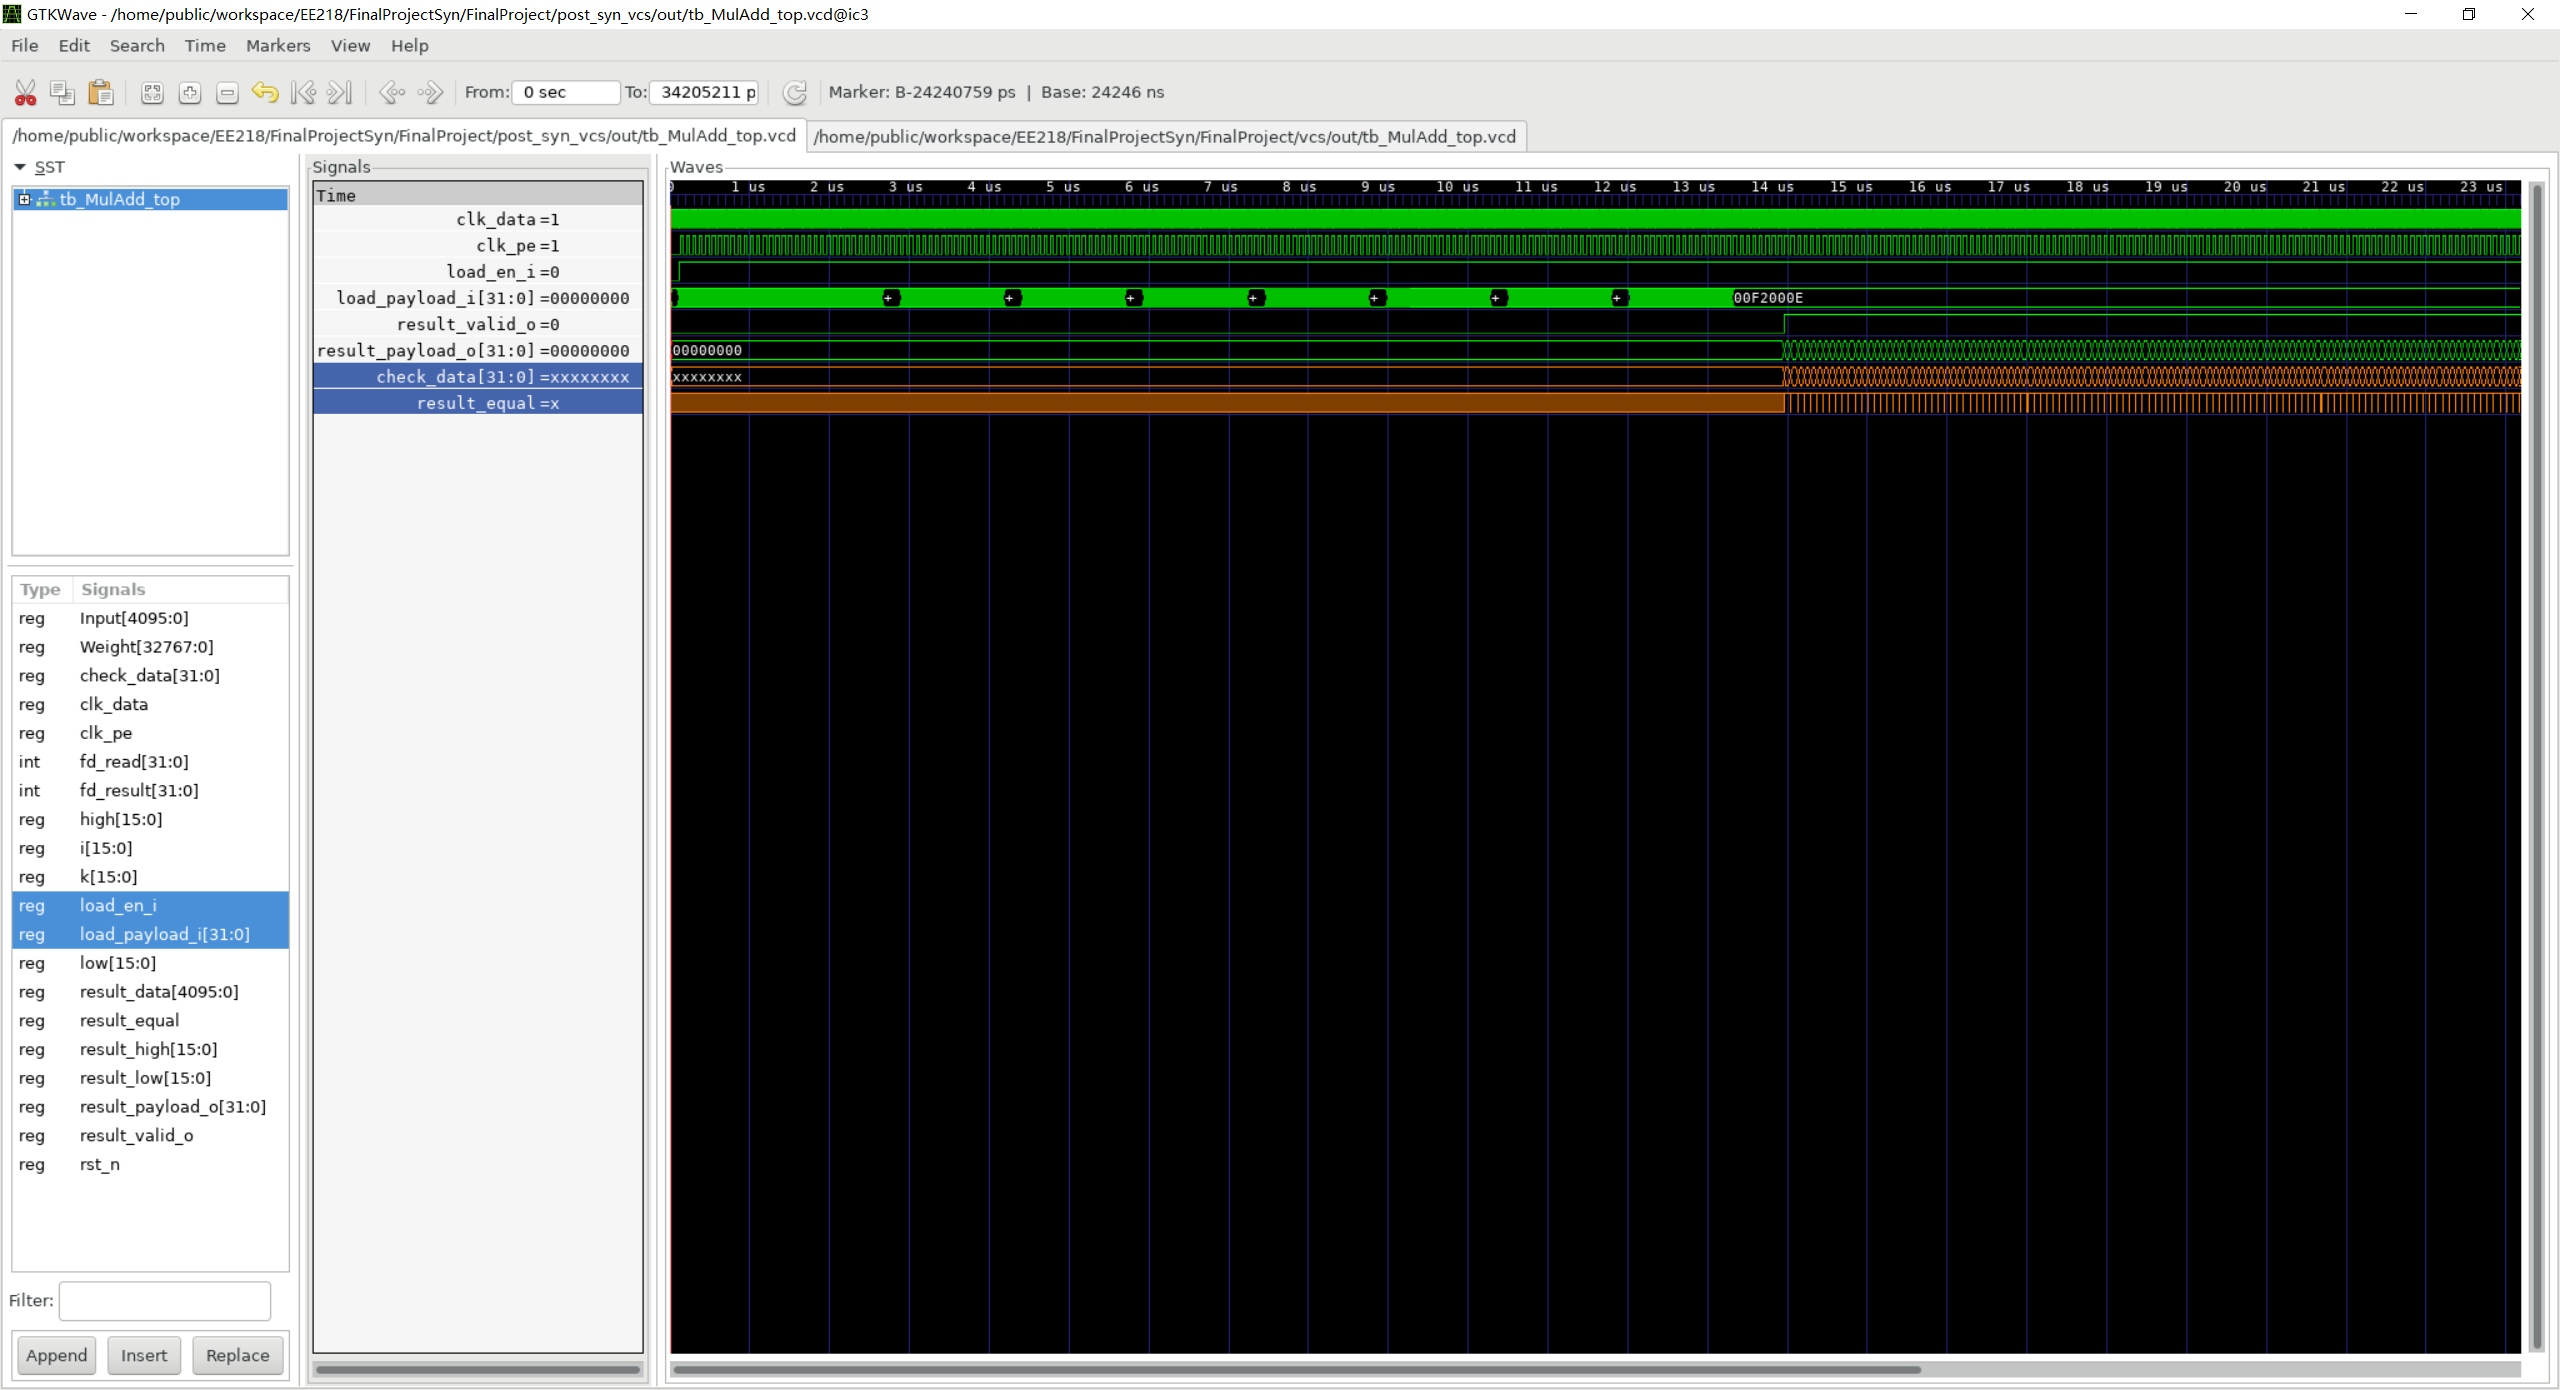 GTKWave - /home/public/workspace/EE218/FinalProjectSyn/FinalProject/post_syn_vcs/out/tb_MulAdd_top.vcd@ic3
File Edit Search Time Markers View Help
From: 0 sec To: 34205211 p Marker: B-24240759 ps | Base: 24246 ns
/home/public/workspace/EE218/FinalProjectSyn/FinalProject/post_syn_vcs/out/tb_MulAdd_top.vcd /home/public/workspace/EE218/FinalProjectSyn/FinalProject/vcs/out/tb_MulAdd_top.vcd
SST
tb_MulAdd_top
Type Signals
reg Input[4095:0]
reg Weight[32767:0]
reg check_data[31:0]
reg clk_data
reg clk_pe
int fd_read[31:0]
int fd_result[31:0]
reg high[15:0]
reg i[15:0]
reg k[15:0]
reg load_en_i
reg load_payload_i[31:0]
reg low[15:0]
reg result_data[4095:0]
reg result_equal
reg result_high[15:0]
reg result_low[15:0]
reg result_payload_o[31:0]
reg result_valid_o
reg rst_n
Filter:
Append Insert Replace
Signals
Time
clk_data=1
clk_pe=1
load_en_i=0
load_payload_i[31:0]=00000000
result_valid_o=0
result_payload_o[31:0]=00000000
check_data[31:0]=xxxxxxxx
result_equal=x
Waves
1 us 2 us 3 us 4 us 5 us 6 us 7 us 8 us 9 us 10 us 11 us 12 us 13 us 14 us 15 us 16 us 17 us 18 us 19 us 20 us 21 us 22 us 23 us
+ + + + + + + 00F2000E
00000000
xxxxxxxx